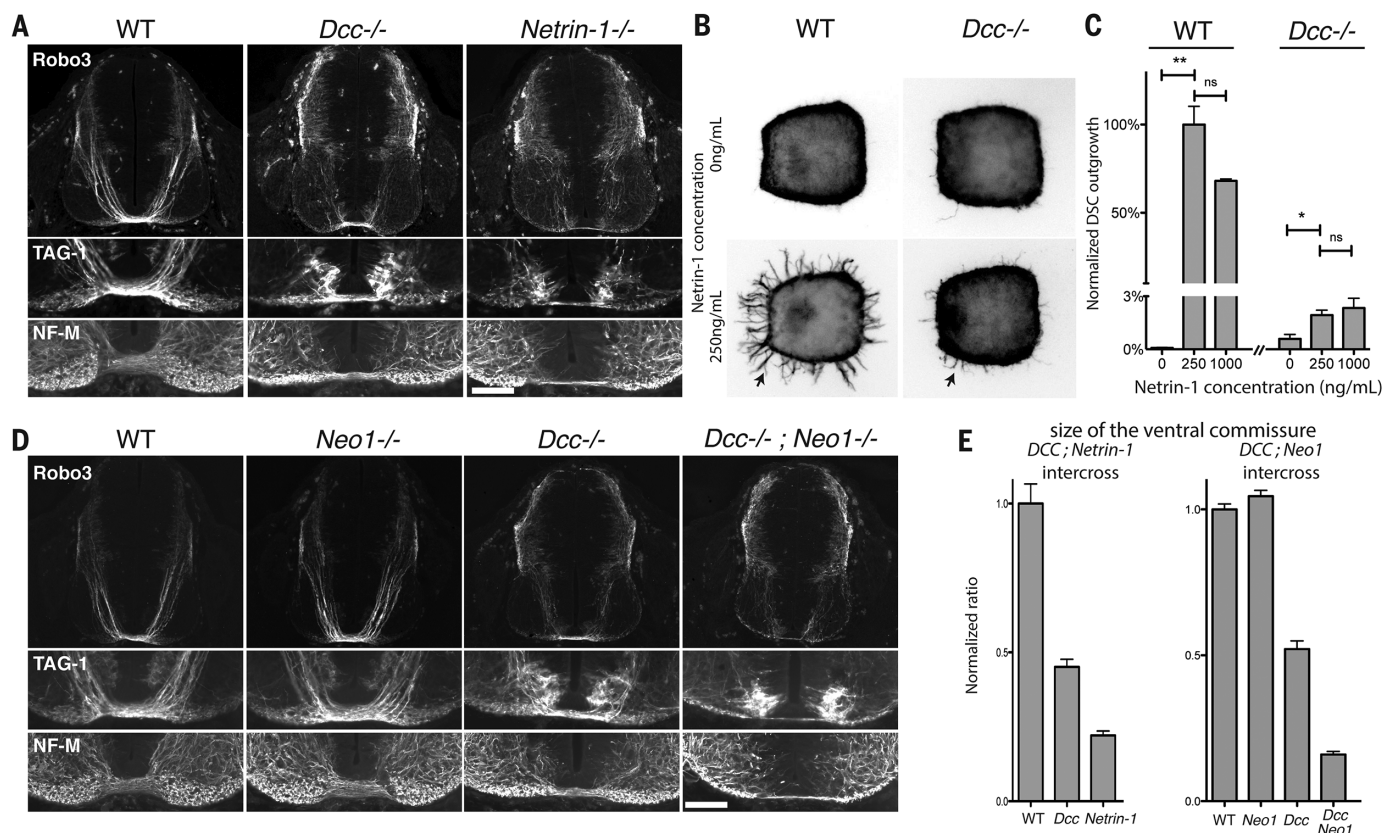 A
WT
Dcc-/-
Netrin-1-/-
Robo3
TAG-1
NF-M
B
WT
Dcc-/-
Netrin-1 concentration
0ng/mL
250ng/mL
C
WT
Dcc-/-
**
ns
*
ns
Normalized DSC outgrowth
100%
50%
3%
0%
0
250
1000
//
0
250
1000
Netrin-1 concentration (ng/mL)
D
WT
Neo1-/-
Dcc-/-
Dcc-/- ; Neo1-/-
Robo3
TAG-1
NF-M
E
size of the ventral commissure
DCC ; Netrin-1
intercross
Normalized ratio
1.0
0.5
0.0
WT
Dcc
Netrin-1
DCC ; Neo1
intercross
1.0
0.5
0.0
WT
Neo1
Dcc
Dcc
Neo1